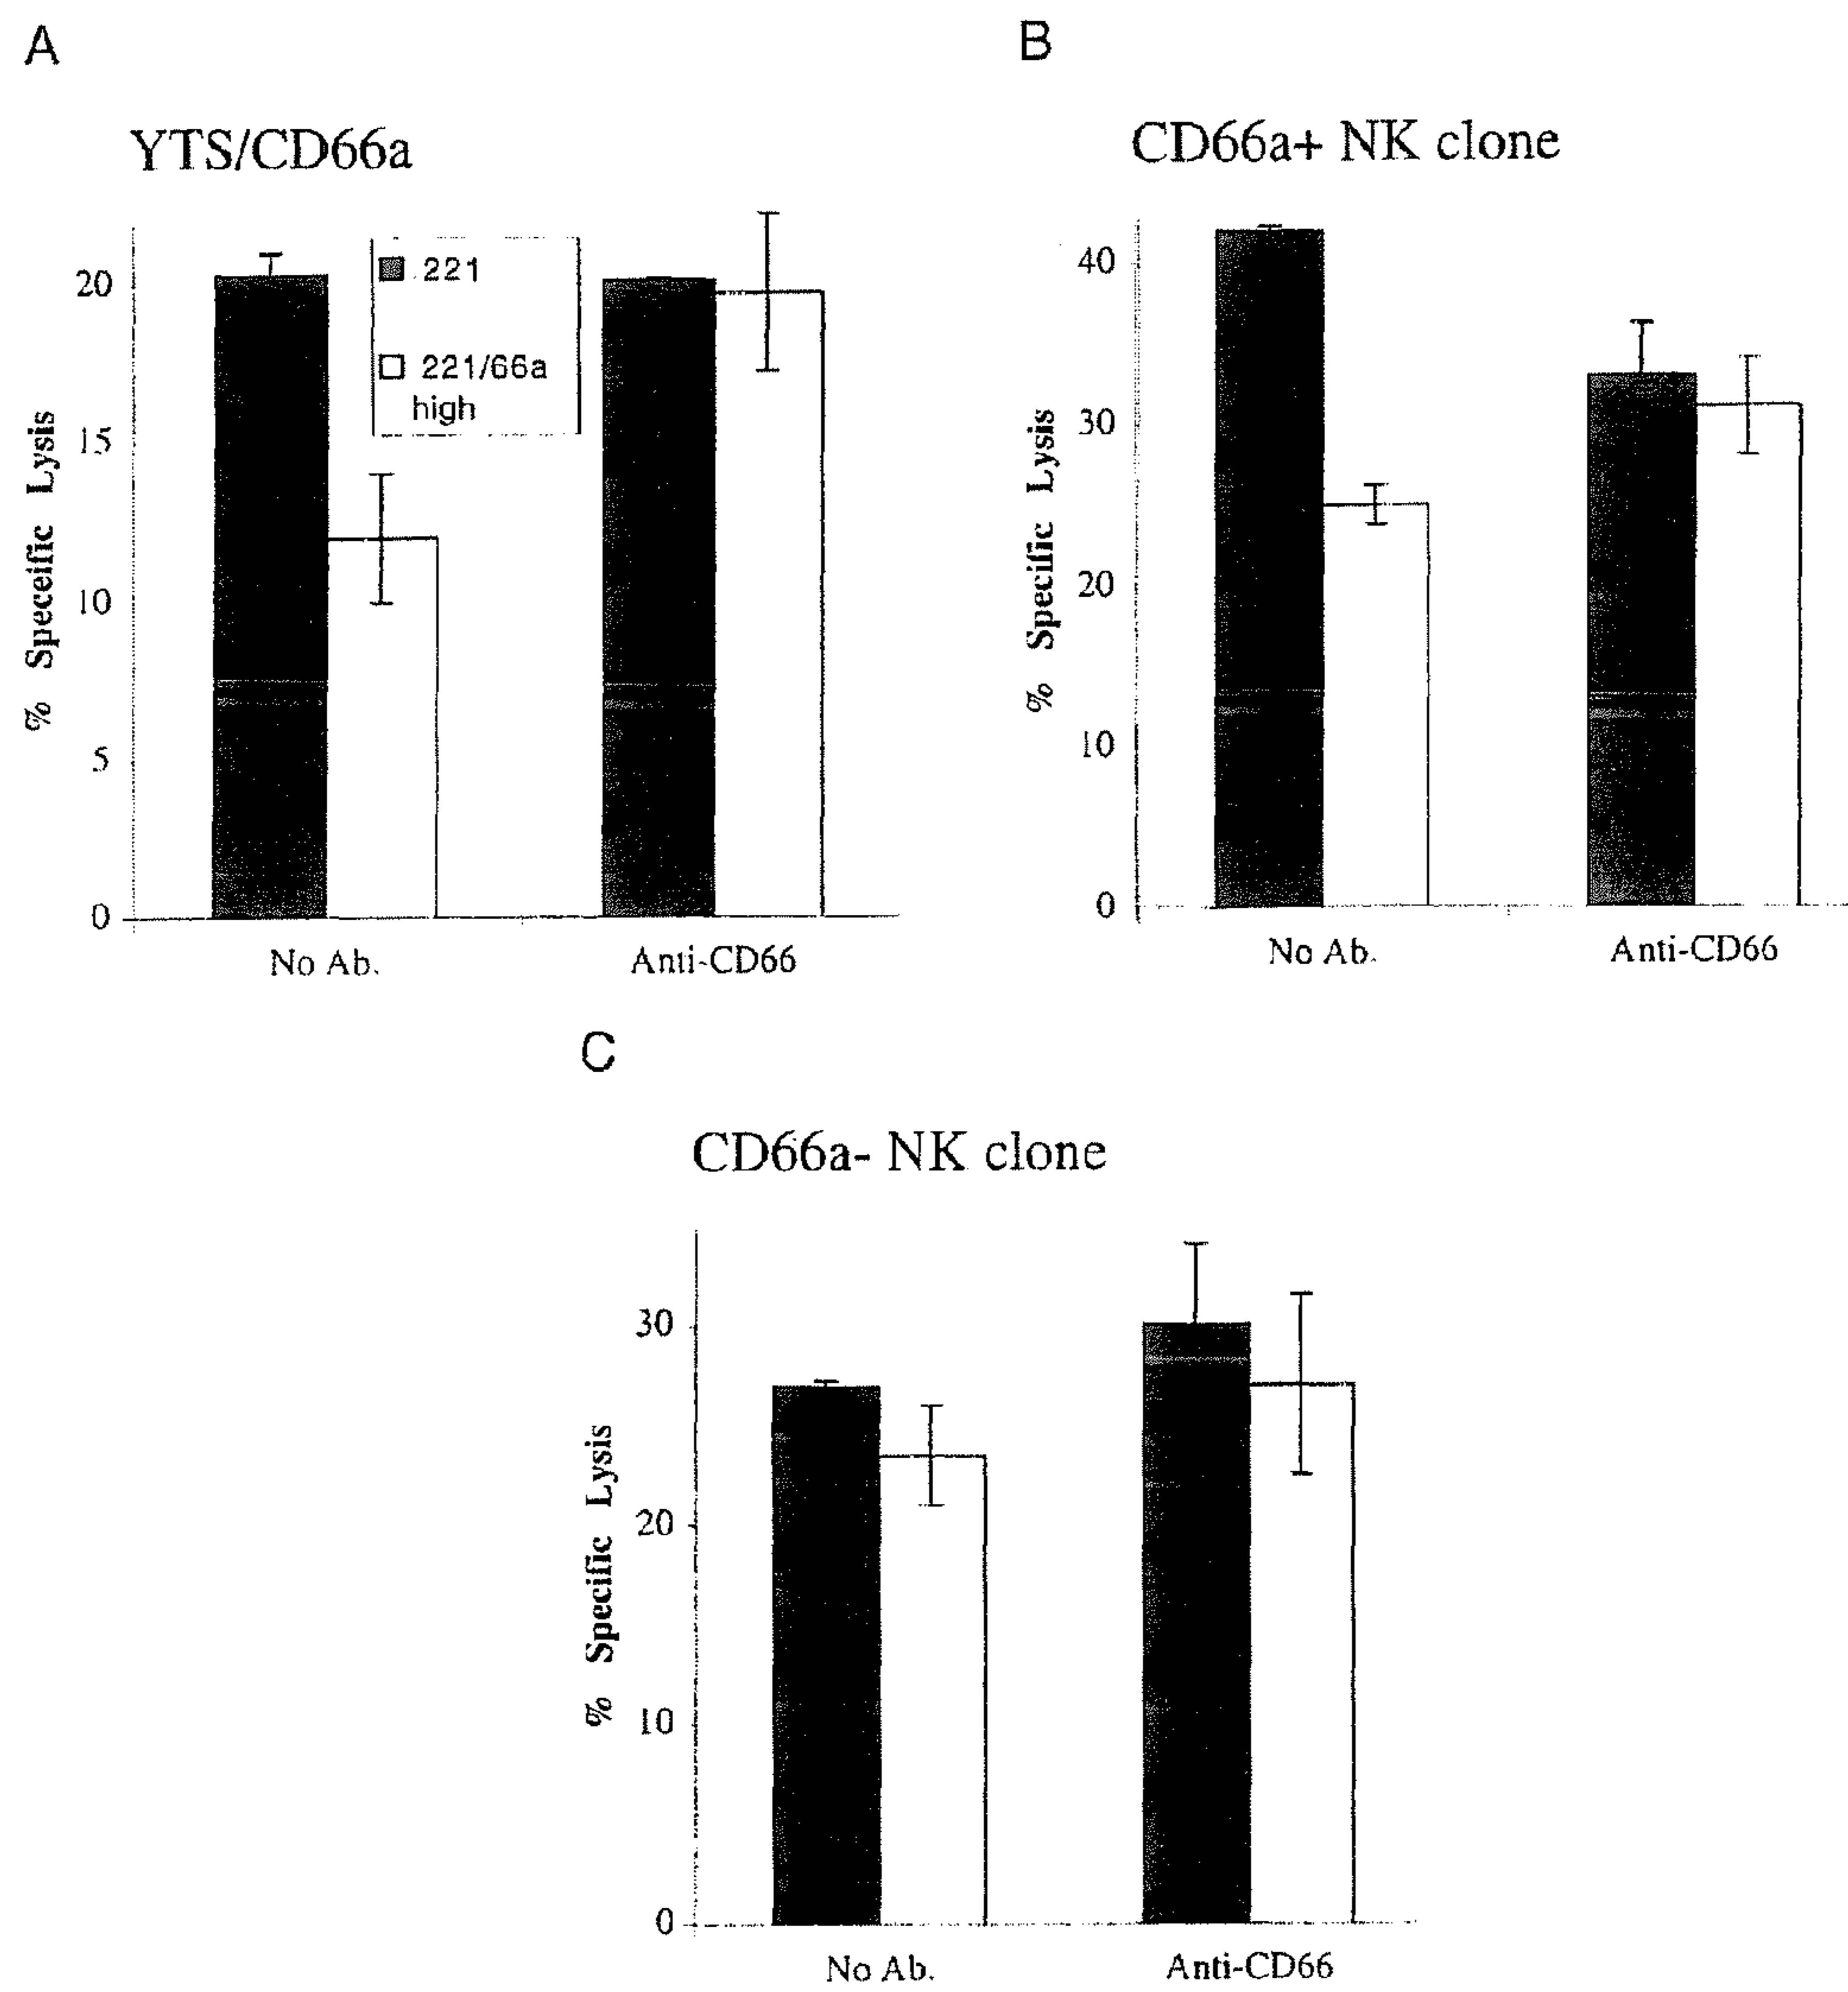 A
YTS/CD66a
20
15
10
5
0
% Speceific Lysis
221
221/66a
high
No Ab.
Anti-CD66
B
CD66a+ NK clone
40
30
20
10
0
% Specific Lysis
No Ab.
Anti-CD66
C
CD66a- NK clone
30
20
10
0
% Specific Lysis
No Ab.
Anti-CD66